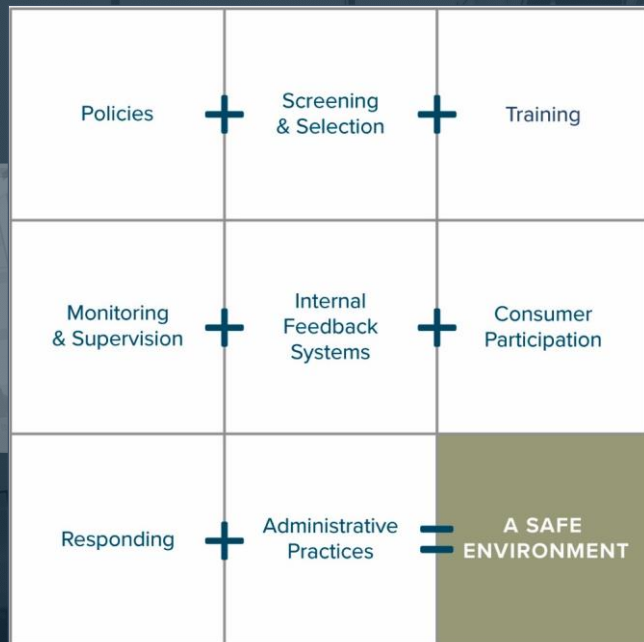 Policies
+
Screening
& Selection
+
Training
Monitoring
& Supervision
+
Internal
Feedback
Systems
+
Consumer
Participation
Responding
+
Administrative
Practices
=
A SAFE
ENVIRONMENT